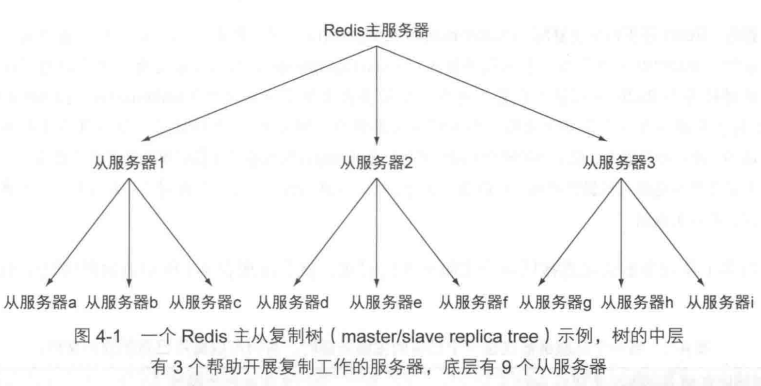 Redis主服务器
从服务器1 从服务器2 从服务器3
从服务器a 从服务器b 从服务器c 从服务器d 从服务器e 从服务器f 从服务器g 从服务器h 从服务器i
图 4-1 一个 Redis 主从复制树（master/slave replica tree）示例，树的中层
有 3 个帮助开展复制工作的服务器，底层有 9 个从服务器